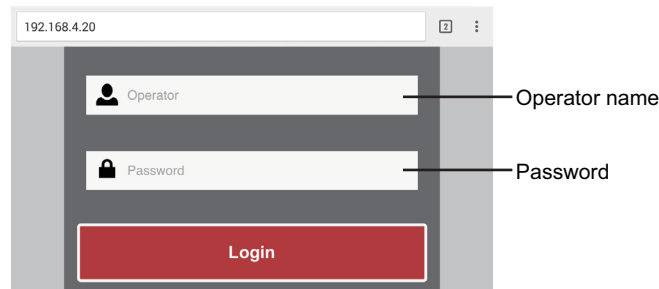 192.168.4.20
2
Operator
Operator name
Password
Password
Login